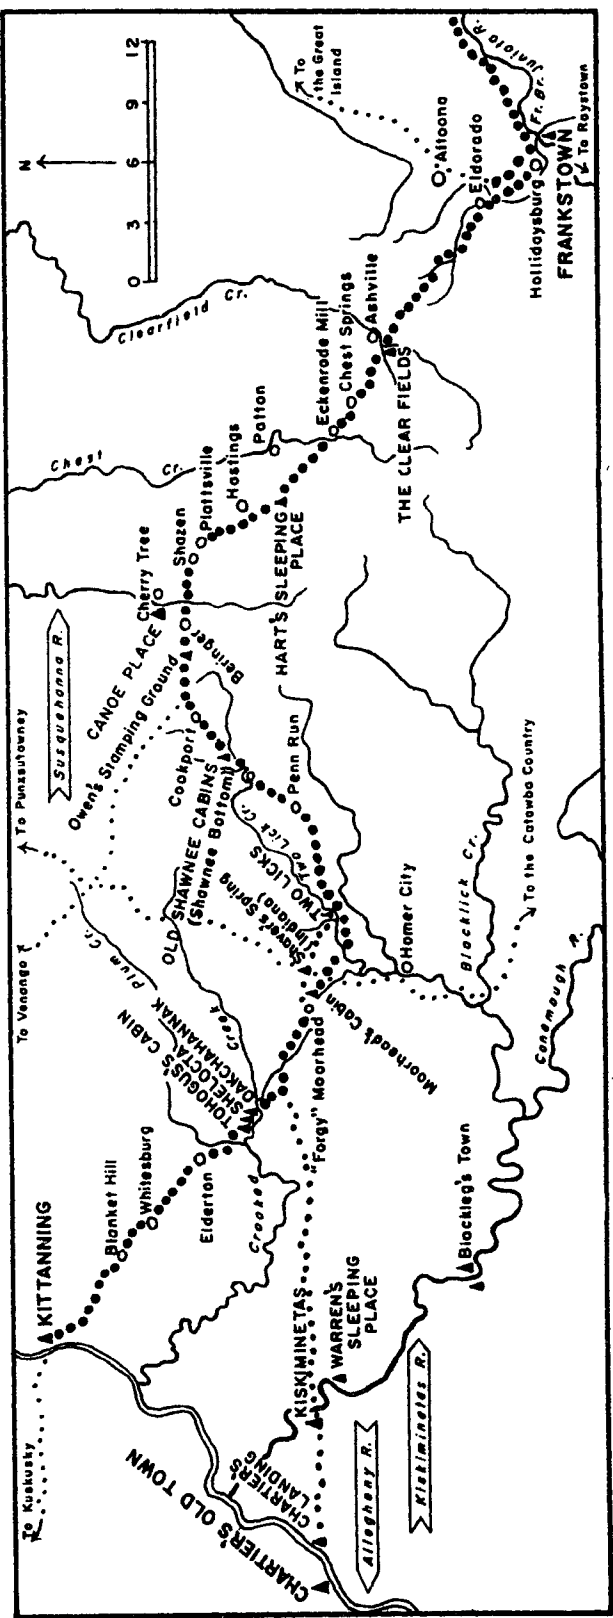 To Kuskusky
KITTANNING
Blanket Hill
Whitesburg
Elderton
Crooked
Creek
CHARTIER'S OLD TOWN
CHARTIER'S
LANDING
Allegheny R.
KISKIMINETAS
WARREN'S
SLEEPING
PLACE
Kiskiminetas R.
Blackleg's Town
To Venango
To Punxsutawney
Plum Cr.
TOHOGUS'S CABIN
SHELOCTA
OAKCHAHANNAK
"Forgy" Moorhead
Moorhead's Cabin
Conemaugh R.
Susquehanna R.
CANOE PLACE
Owen's Stamping Ground
Cookport
OLD SHAWNEE CABINS
(Shawnee Bottom)
Shaver's Spring
(Indiana)
TWO LICKS
Two Lick Cr.
Penn Run
Homer City
Blacklick Cr.
To the Catawba Country
Cherry Tree
Beringer
Shazen
Plattsville
Hastings
HART'S SLEEPING
PLACE
Chest
Cr.
Patton
Eckenrode Mill
Chest Springs
Ashville
THE CLEAR FIELDS
Clearfield Cr.
0 3 6 9 12
N
To
the Great
Island
Altoona
Eldorado
Hollidaysburg
FRANKSTOWN
Fr. Br. Juniata R.
To Raystown